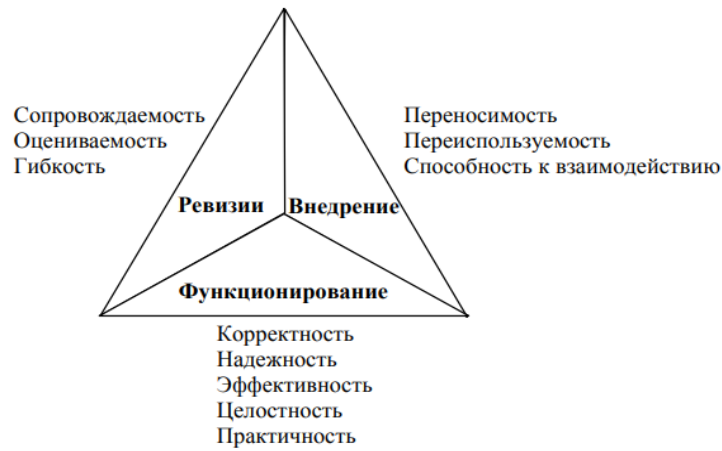 Сопровождаемость
Оцениваемость
Гибкость
Переносимость
Переиспользуемость
Способность к взаимодействию
Ревизии
Внедрение
Функционирование
Корректность
Надежность
Эффективность
Целостность
Практичность